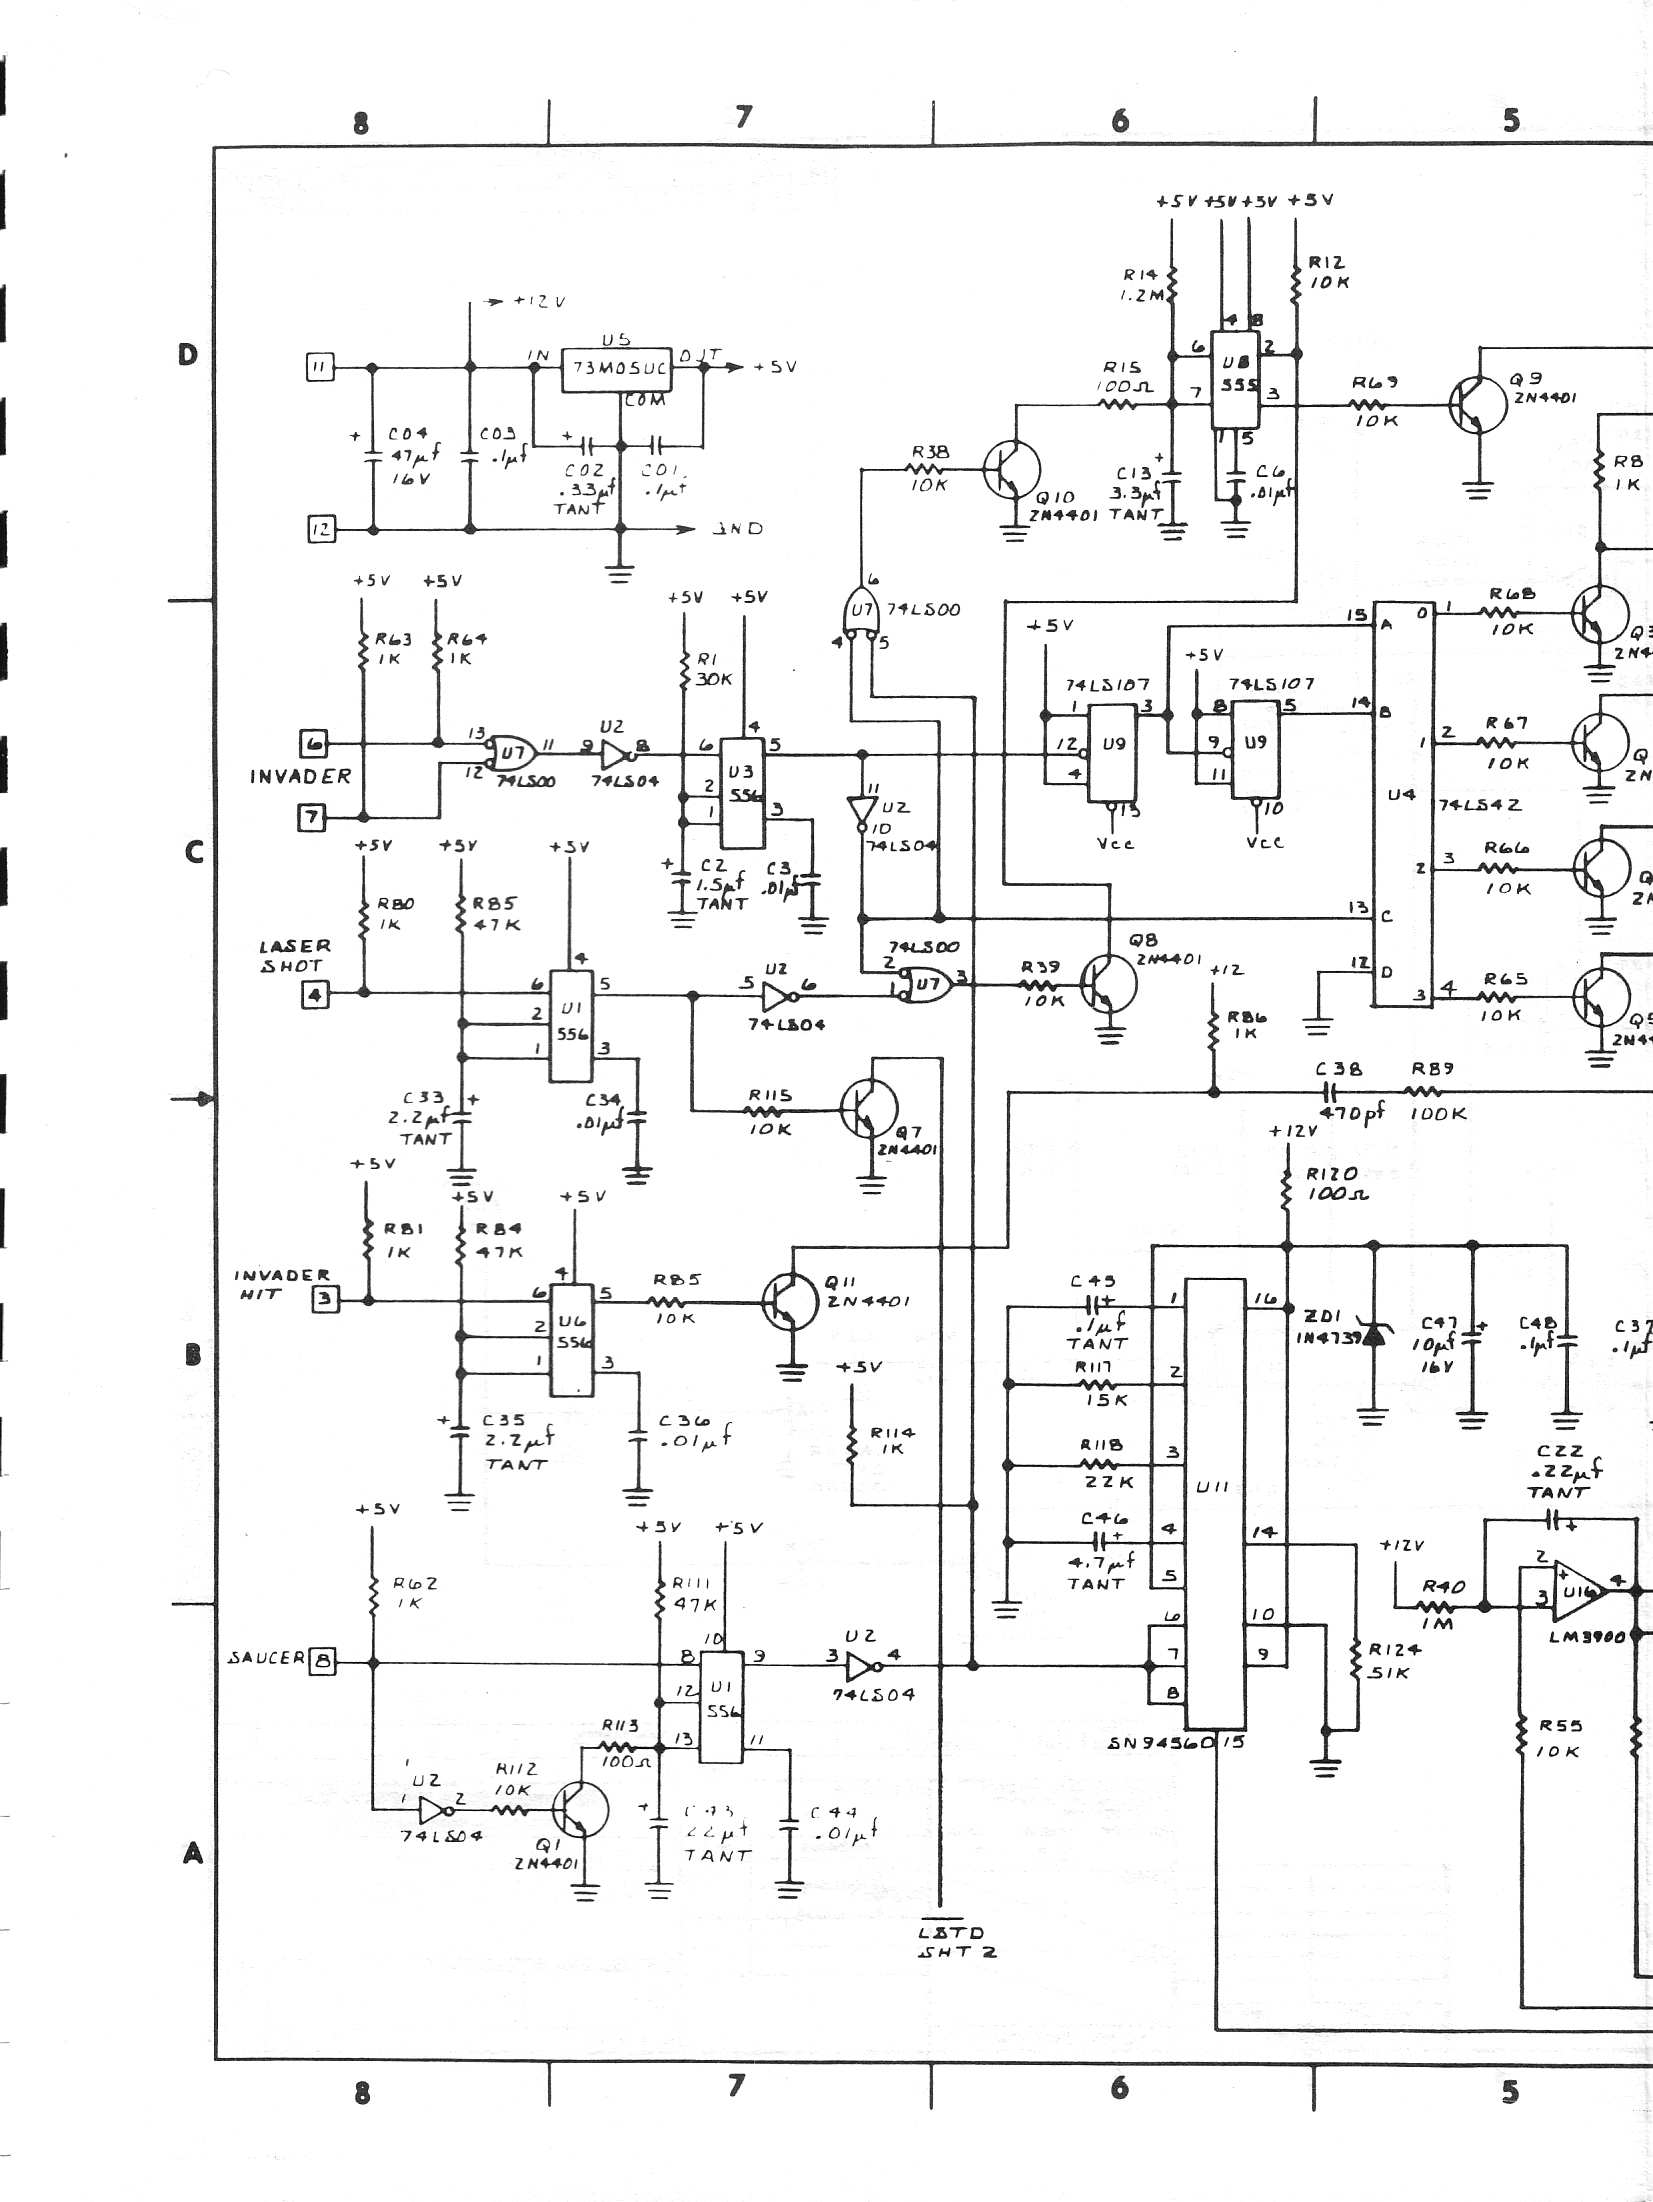 8 7 6 5
+5V +5V +5V +5V
R14
1.2M
R12
10K
D
→ +12V
11
IN
U5
78M05UC
OUT
COM
+5V
+
C04
47µf
16V
C03
.1µf
+
C02
.33µf
TANT
C01
.1µf
12
GND
R15
100Ω
4 8
6
7
U8
555
2
3
1 5
R69
10K
Q9
2N4401
R38
10K
Q10
2N4401
+
C13
3.3µf
TANT
C6
.01µf
R8
1K
+5V +5V
R63
1K
R64
1K
+5V +5V
R1
30K
6
U7 74LS00
4 5
+5V
+5V
15 A
0 1
R68
10K
Q3
74LS107
74LS107
1
12
4
U9
3
13
Vcc
8
9
11
U9
5
10
Vcc
14 B
U4
74LS42
1 2
R67
10K
6
INVADER
7
13
12
U7
11
74LS00
U2
9 8
74LS04
4
6
2
1
U3
556
5
3
11
U2
10
74LS04
C
+
C2
1.5µf
TANT
C3
.01µf
2 3
R66
10K
+5V +5V +5V
R80
1K
R85
47K
13 C
LASER
SHOT
4
4
6
2
1
U1
556
5
3
U2
5 6
74LS04
74LS00
2
1
U7
3
R39
10K
Q8
2N4401
+12
R86
1K
12 D
3 4
R65
10K
Q5
C33
2.2µf
TANT
+
C34
.01µf
R115
10K
Q7
2N4401
C38
470pf
R89
100K
+12V
R120
100Ω
+5V +5V +5V
R81
1K
R84
47K
INVADER
HIT
3
4
6
2
1
U6
556
5
3
R85
10K
Q11
2N4401
B
+
C35
2.2µf
TANT
C36
.01µf
+5V
R114
1K
C45
+
.1µf
TANT
R117
15K
R118
22K
C46
+
4.7µf
TANT
1
2
3
4
5
6
7
8
U11
16
14
10
9
SN94560 15
ZD1
1N4739
C47
10µf
16V
+
C48
.1µf
C37
.1µf
C22
.22µf
TANT
+
+12V
R40
1M
2
3
+
U16
4
LM3900
R124
51K
R55
10K
+5V
R62
1K
+5V +5V
R111
47K
SAUCER
8
10
8
12
13
U1
556
9
11
U2
3 4
74LS04
R113
100Ω
U2
1 2
74LS04
R112
10K
Q1
2N4401
+
C43
22µf
TANT
C44
.01µf
A
LSTD
SHT 2
8 7 6 5